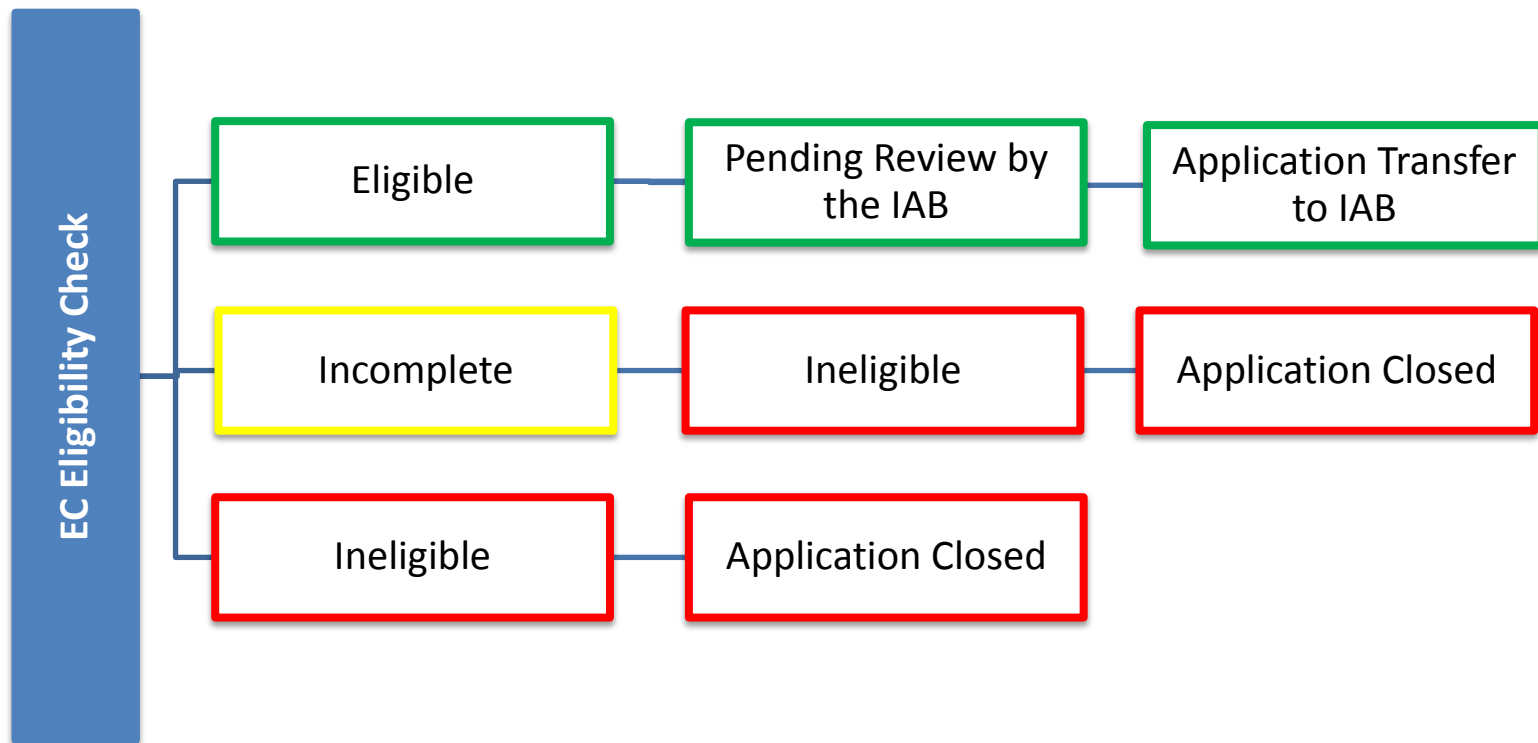 EC Eligibility Check
Eligible
Pending Review by
the IAB
Application Transfer
to IAB
Incomplete
Ineligible
Application Closed
Ineligible
Application Closed